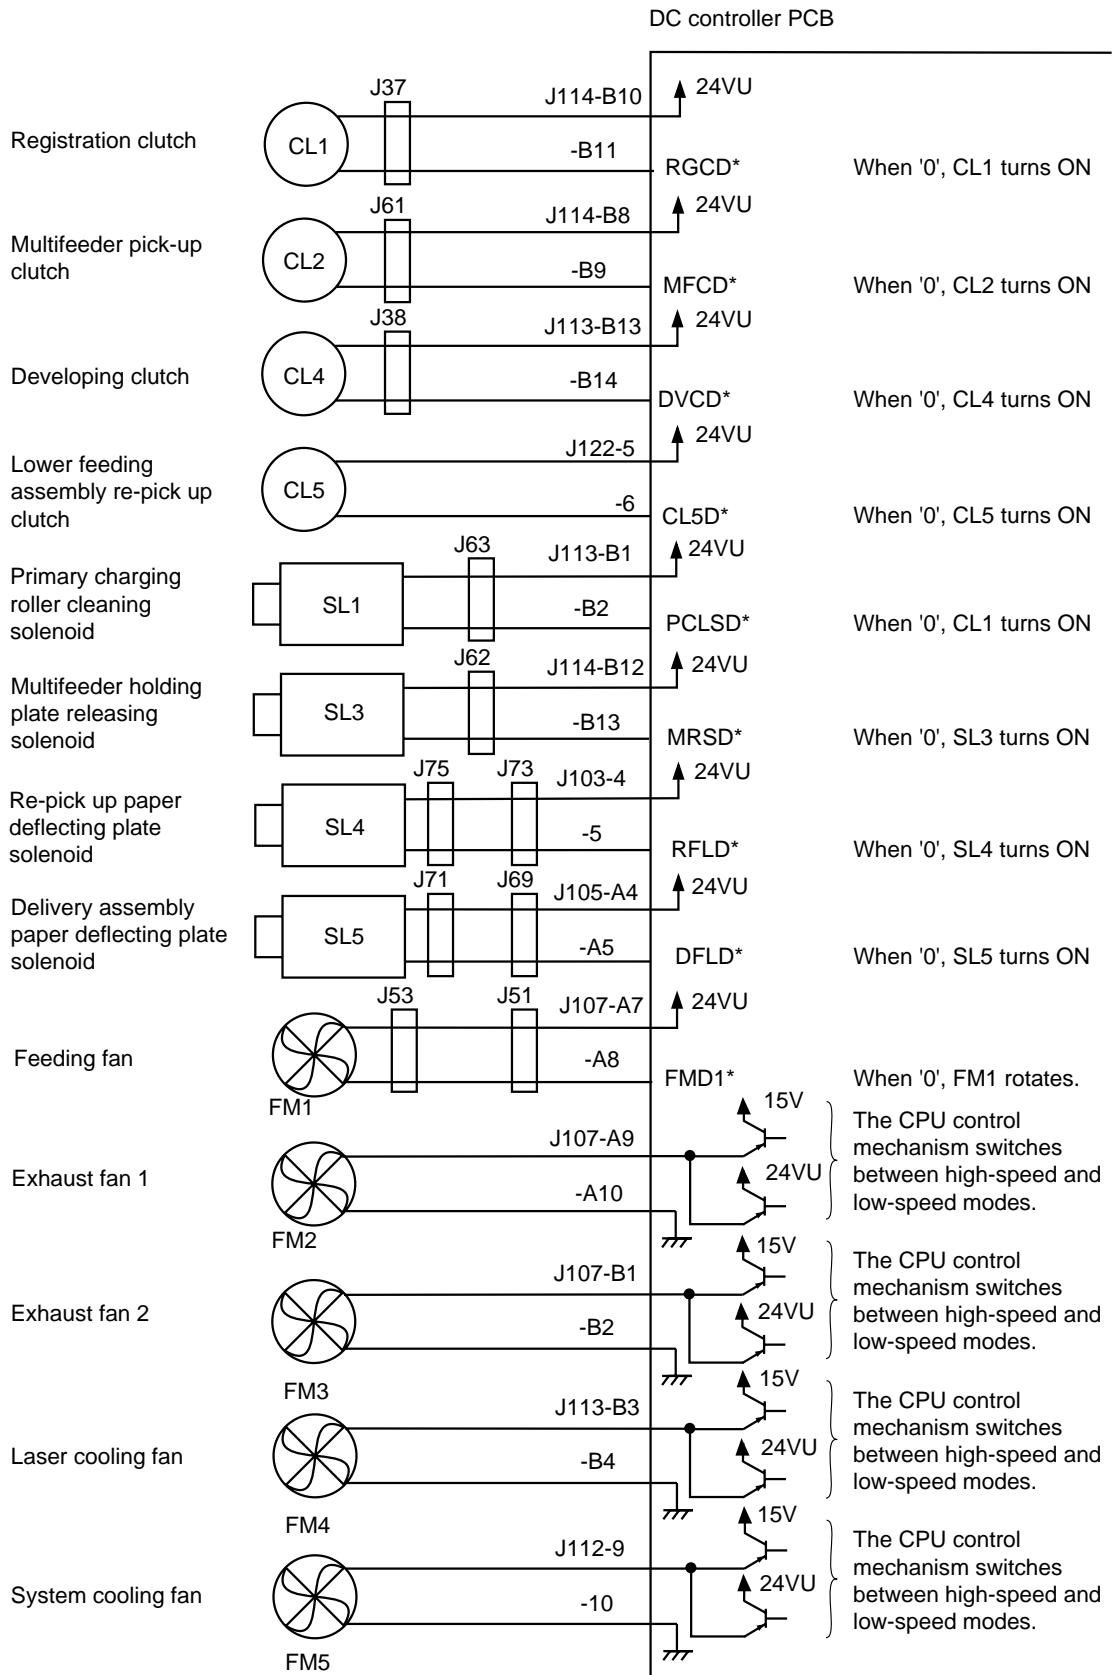 DC controller PCB
J37
J114-B10
24VU
Registration clutch
CL1
-B11
RGCD*
When '0', CL1 turns ON
J61
J114-B8
24VU
Multifeeder pick-up
clutch
CL2
-B9
MFCD*
When '0', CL2 turns ON
J38
J113-B13
24VU
Developing clutch
CL4
-B14
DVCD*
When '0', CL4 turns ON
J122-5
24VU
Lower feeding
assembly re-pick up
clutch
CL5
-6
CL5D*
When '0', CL5 turns ON
J63
J113-B1
24VU
Primary charging
roller cleaning
solenoid
SL1
-B2
PCLSD*
When '0', CL1 turns ON
J62
J114-B12
24VU
Multifeeder holding
plate releasing
solenoid
SL3
-B13
MRSD*
When '0', SL3 turns ON
J75
J73
J103-4
24VU
Re-pick up paper
deflecting plate
solenoid
SL4
-5
RFLD*
When '0', SL4 turns ON
J71
J69
J105-A4
24VU
Delivery assembly
paper deflecting plate
solenoid
SL5
-A5
DFLD*
When '0', SL5 turns ON
J53
J51
J107-A7
24VU
Feeding fan
-A8
FM1
FMD1*
When '0', FM1 rotates.
15V
J107-A9
Exhaust fan 1
-A10
24VU
FM2
The CPU control
mechanism switches
between high-speed and
low-speed modes.
15V
J107-B1
Exhaust fan 2
-B2
24VU
FM3
The CPU control
mechanism switches
between high-speed and
low-speed modes.
15V
J113-B3
Laser cooling fan
-B4
24VU
FM4
The CPU control
mechanism switches
between high-speed and
low-speed modes.
15V
J112-9
System cooling fan
-10
24VU
FM5
The CPU control
mechanism switches
between high-speed and
low-speed modes.